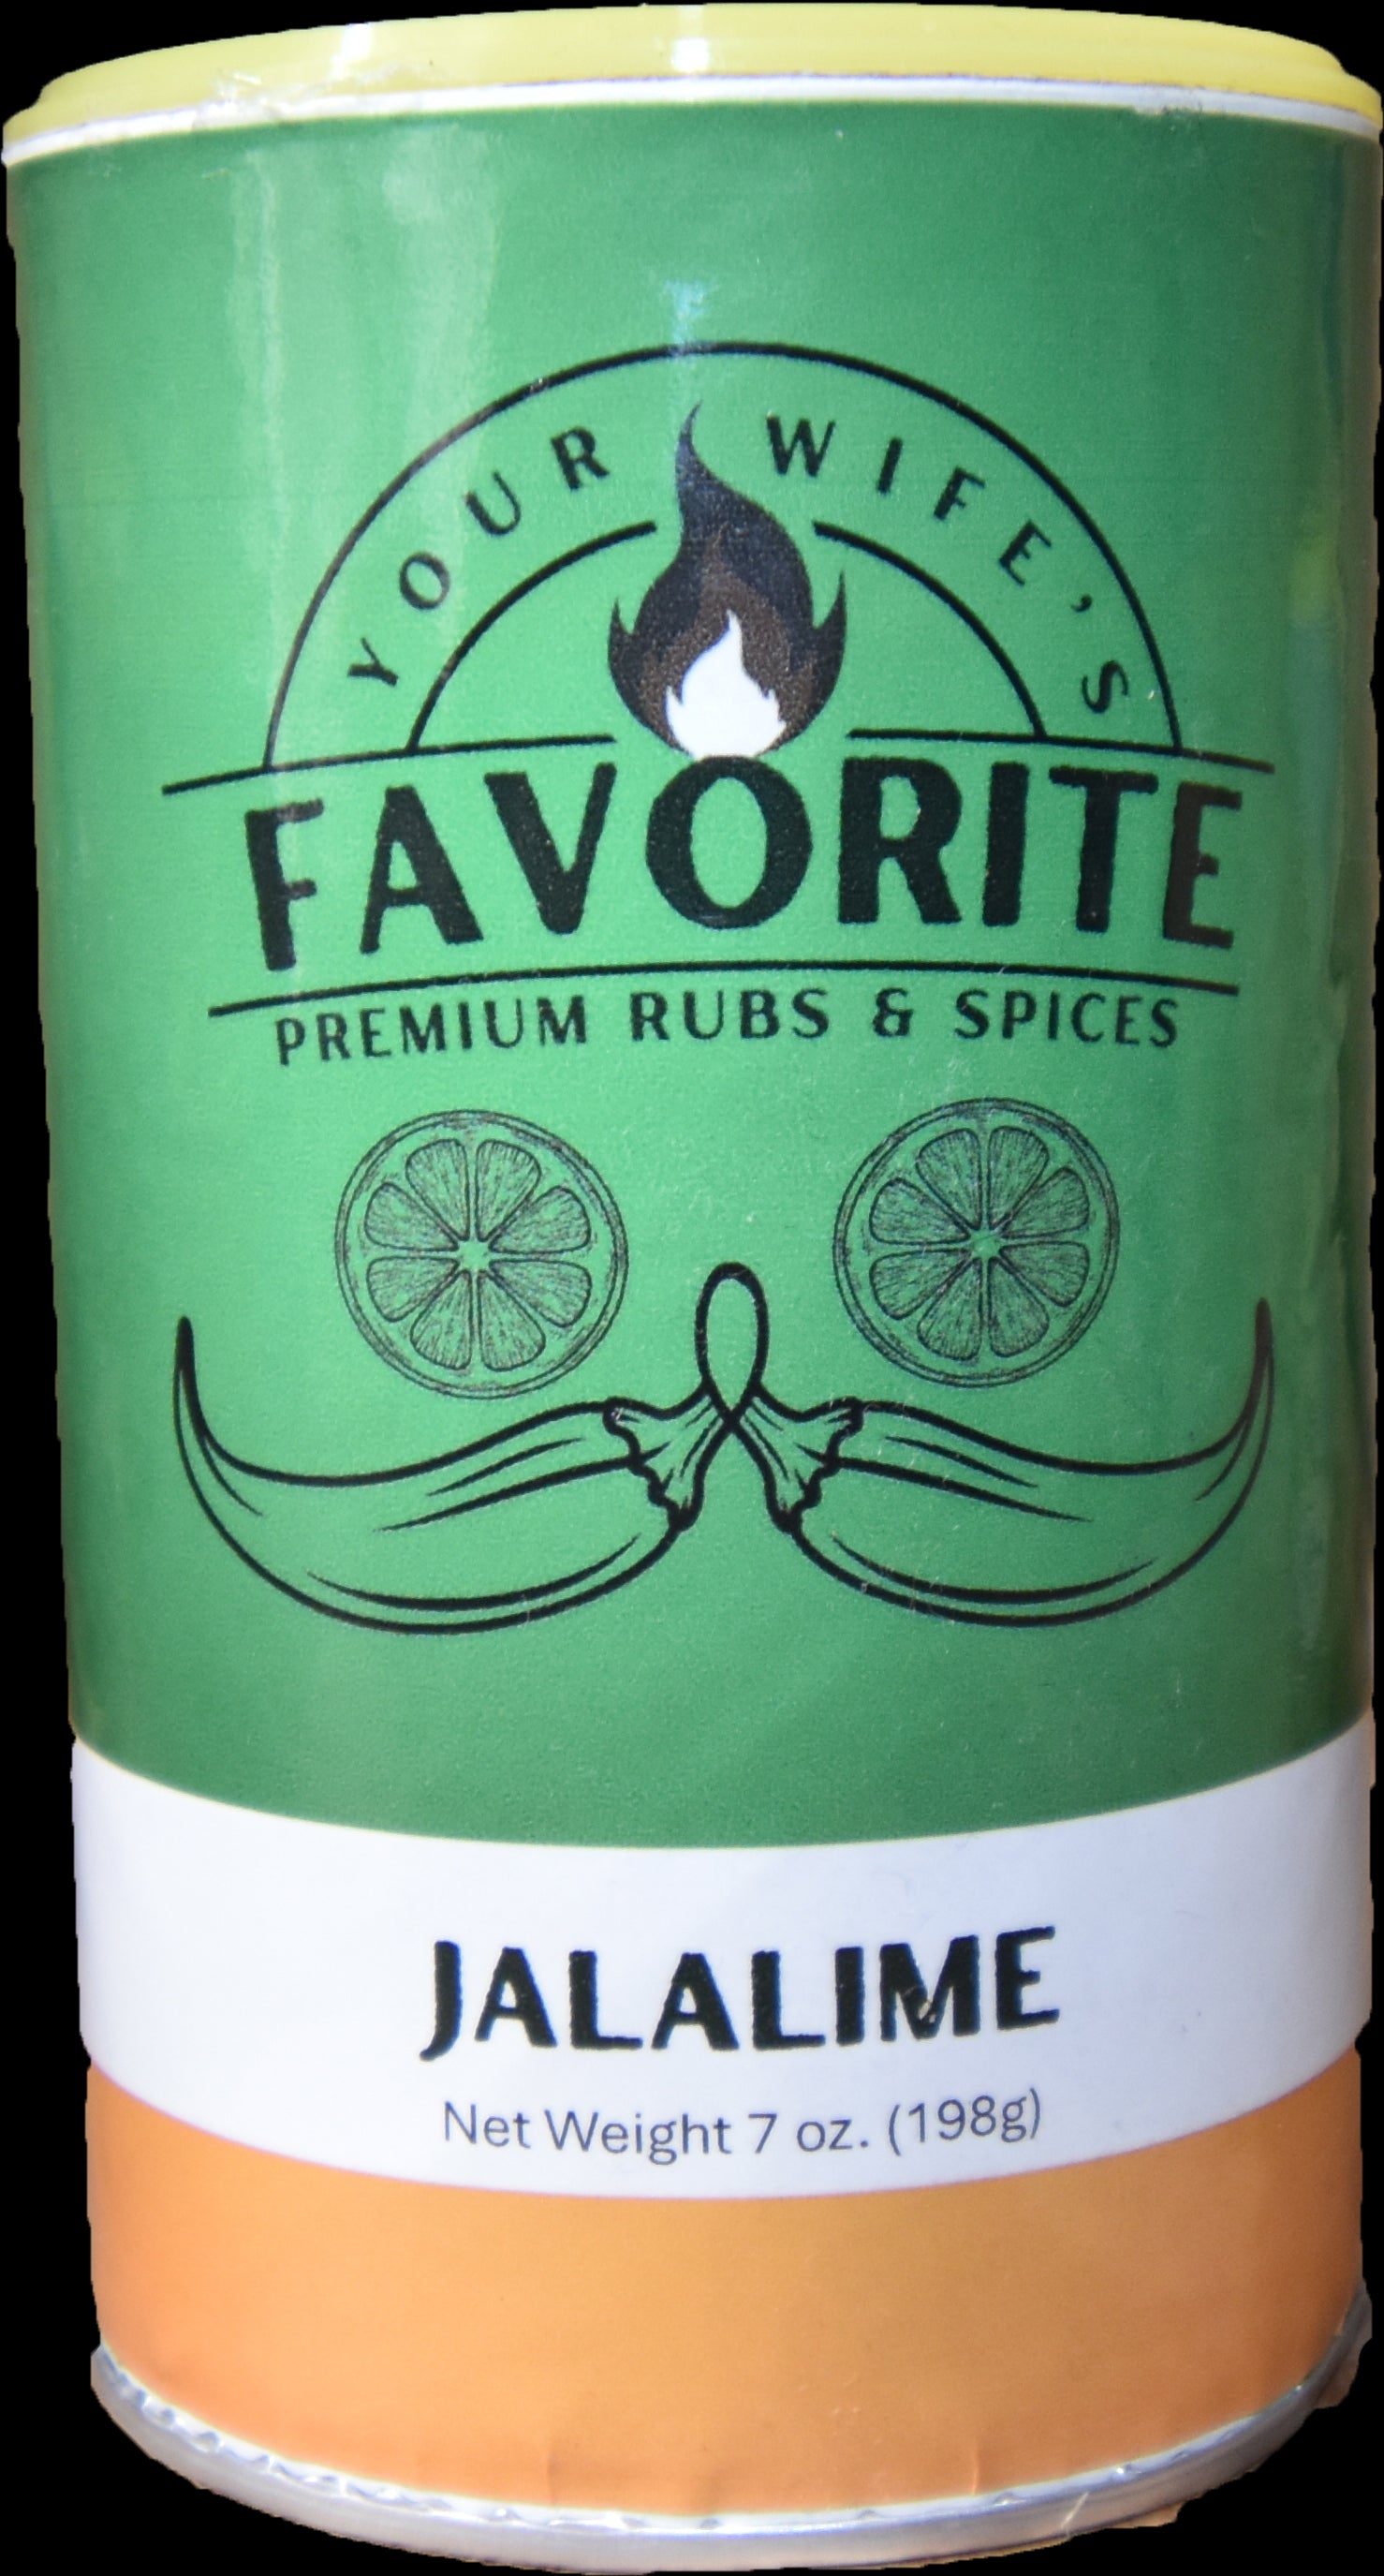 YOUR WIFE'S
FAVORITE
PREMIUM RUBS & SPICES
JALALIME
Net Weight 7 oz. (198g)